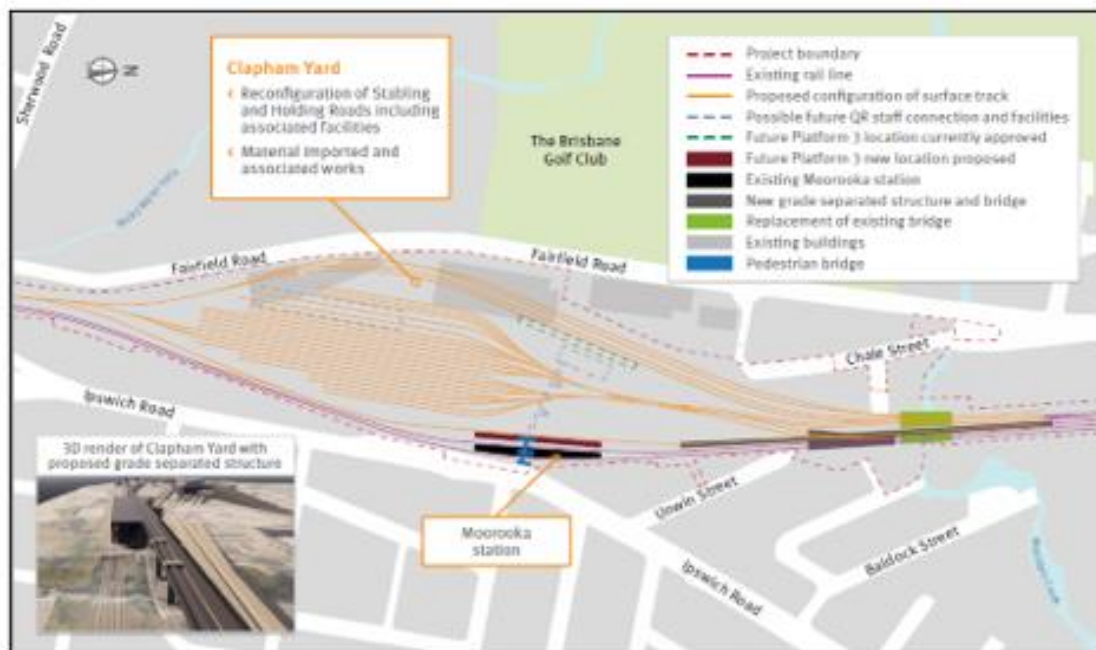 Sherwood Road
N
Clapham Yard
Reconfiguration of Stabling
and Holding Roads including
associated facilities
Material imported and
associated works
The Brisbane
Golf Club
Project boundary
Existing rail line
Proposed configuration of surface track
Possible future QR staff connection and facilities
Future Platform 3 location currently approved
Future Platform 3 new location proposed
Existing Moorooka station
New grade separated structure and bridge
Replacement of existing bridge
Existing buildings
Pedestrian bridge
Fairfield Road
Fairfield Road
Chale Street
Ipswich Road
3D render of Clapham Yard with
proposed grade separated structure
Moorooka
station
Unwin Street
Ipswich Road
Baldock Street